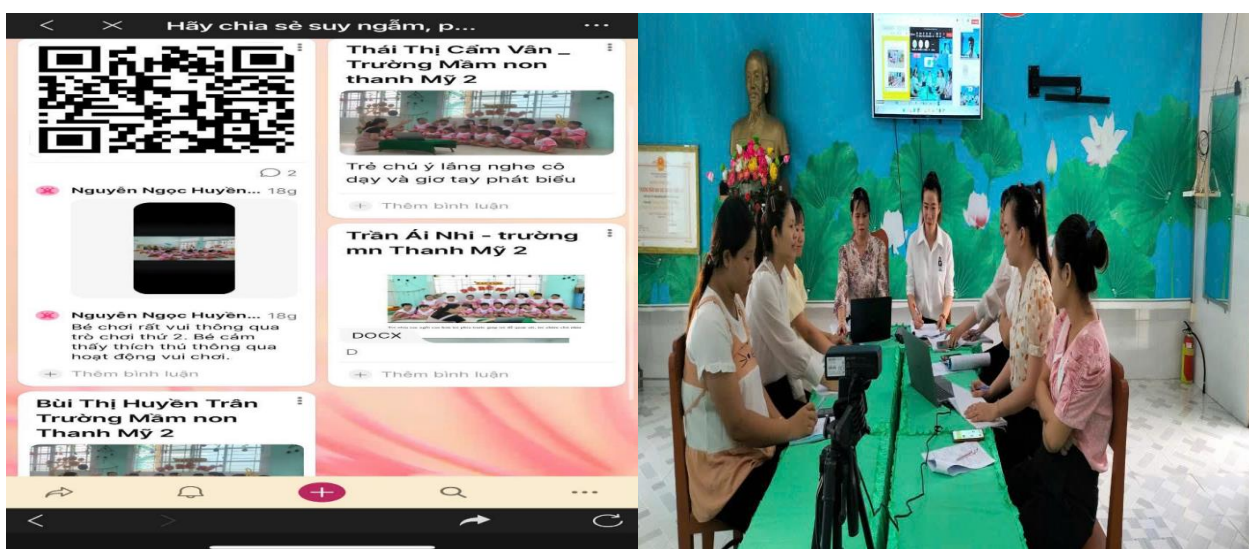 Hãy chia sẻ suy ngẫm, p...
2
Nguyễn Ngọc Huyền... 18g
Nguyễn Ngọc Huyền... 18g
Bé chơi rất vui thông qua
trò chơi thứ 2. Bé cảm
thấy thích thú thông qua
hoạt động vui chơi.
Thêm bình luận
Bùi Thị Huyền Trân
Trường Mầm non
Thanh Mỹ 2
Thái Thị Cẩm Vân _
Trường Mầm non
thanh Mỹ 2
Trẻ chú ý lắng nghe cô
dạy và giơ tay phát biểu
Thêm bình luận
Trần Ái Nhi - trường
mn Thanh Mỹ 2
DOCX
D
Thêm bình luận